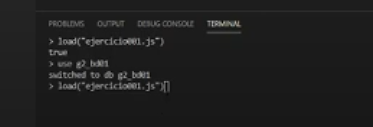 PROBLEMS OUTPUT DEBUG CONSOLE TERMINAL
> load("ejercicio001.js")
true
> use g2_bd01
switched to db g2_bd01
> load("ejercicio001.js")